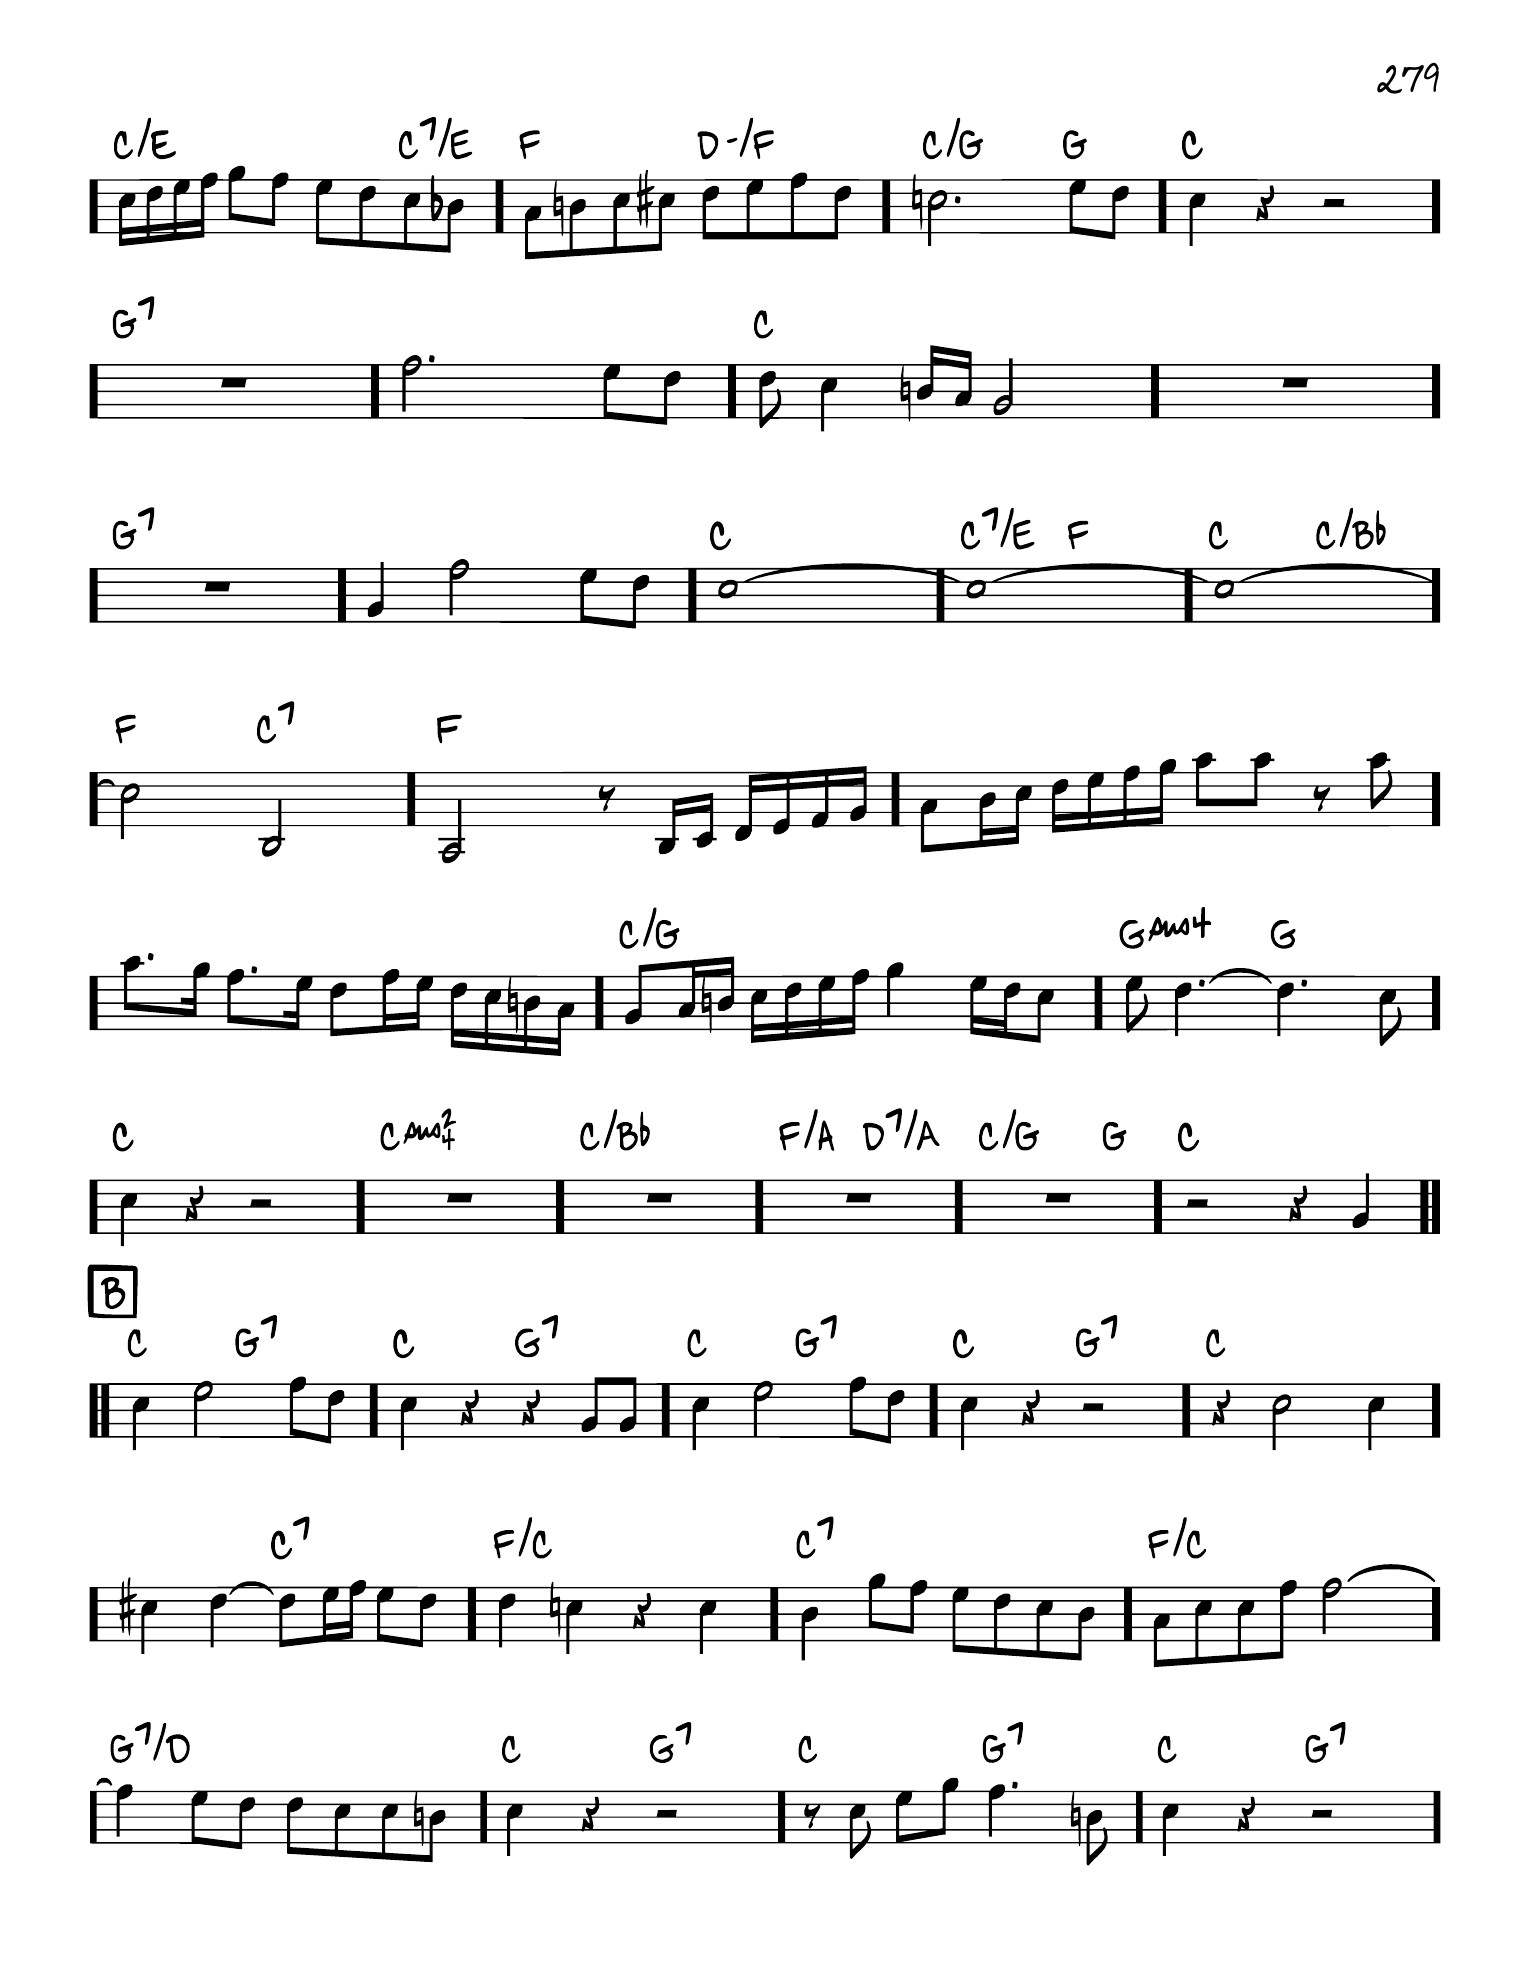 279
C/E C7/E F D-/F C/G G C
G7 C
G7 C C7/E F C C/Bb
F C7 F
C/G Gsus4 G
C Csus2/4 C/Bb F/A D7/A C/G G C
B
C G7 C G7 C G7 C G7 C
C7 F/C C7 F/C
G7/D C G7 C G7 C G7